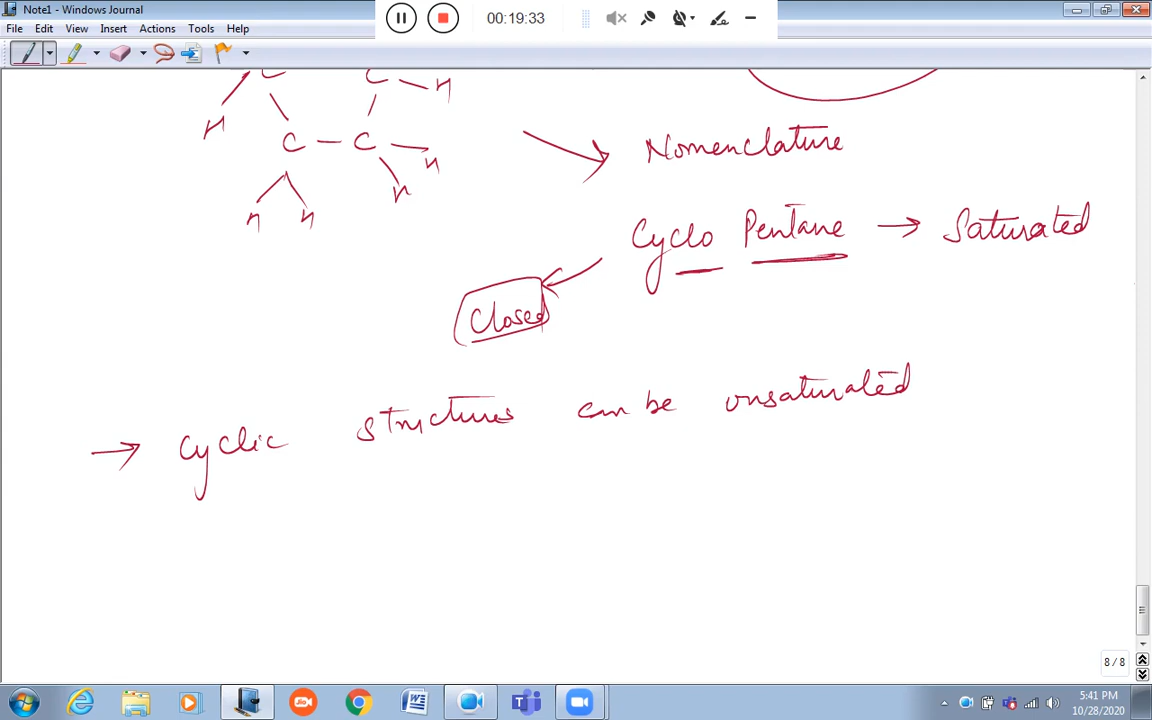 Note1 - Windows Journal
00:19:33
File Edit View Insert Actions Tools Help
C C H
H C - C H
H H H
Nomenclature
Cyclo Pentane → Saturated
Closed
→ Cyclic structures can be unsaturated
8 / 8
Jio
5:41 PM
10/28/2020